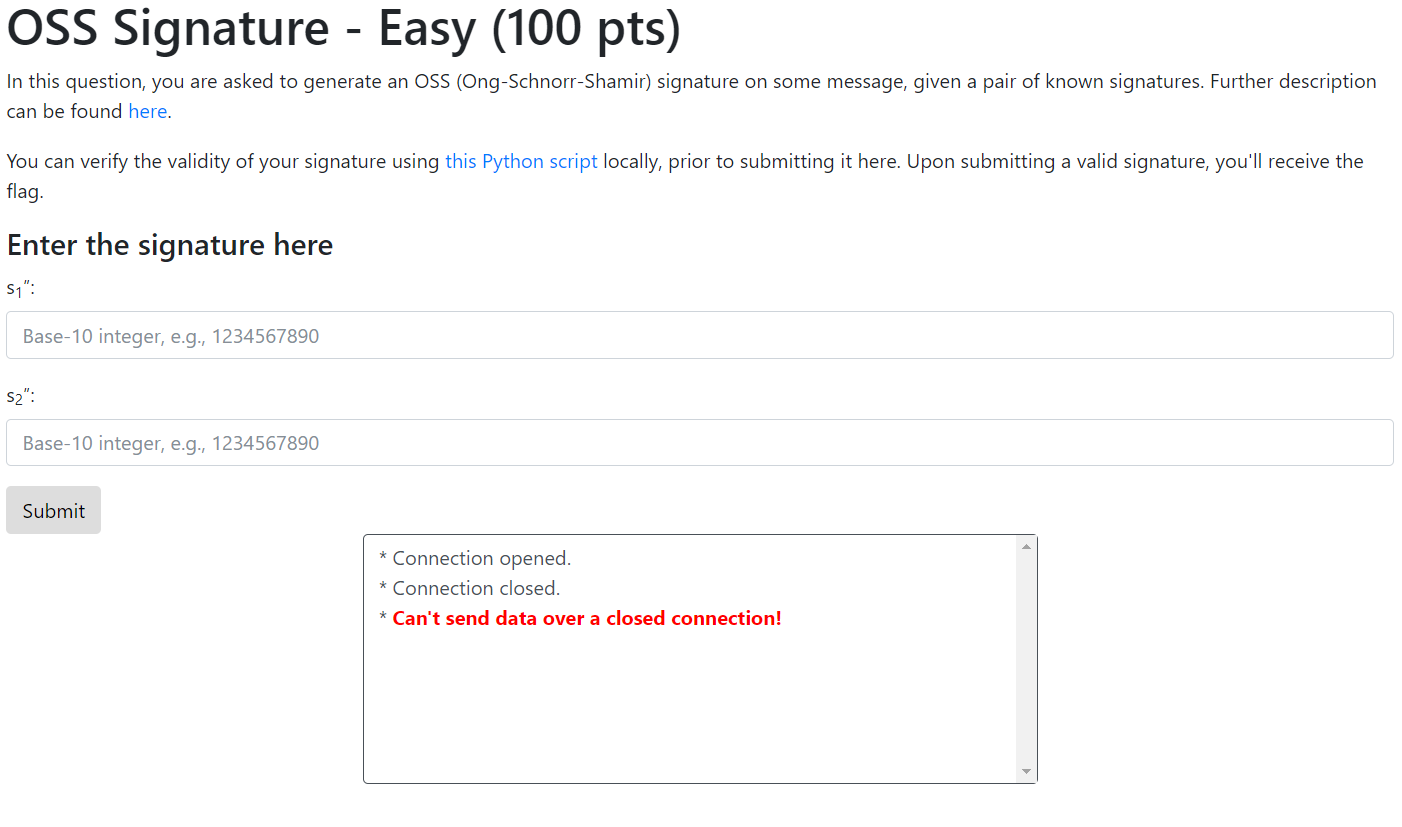 OSS Signature - Easy (100 pts)
In this question, you are asked to generate an OSS (Ong-Schnorr-Shamir) signature on some message, given a pair of known signatures. Further description
can be found here.
You can verify the validity of your signature using this Python script locally, prior to submitting it here. Upon submitting a valid signature, you'll receive the
flag.
Enter the signature here
s₁″:
Base-10 integer, e.g., 1234567890
s₂″:
Base-10 integer, e.g., 1234567890
Submit
* Connection opened.
* Connection closed.
* Can't send data over a closed connection!